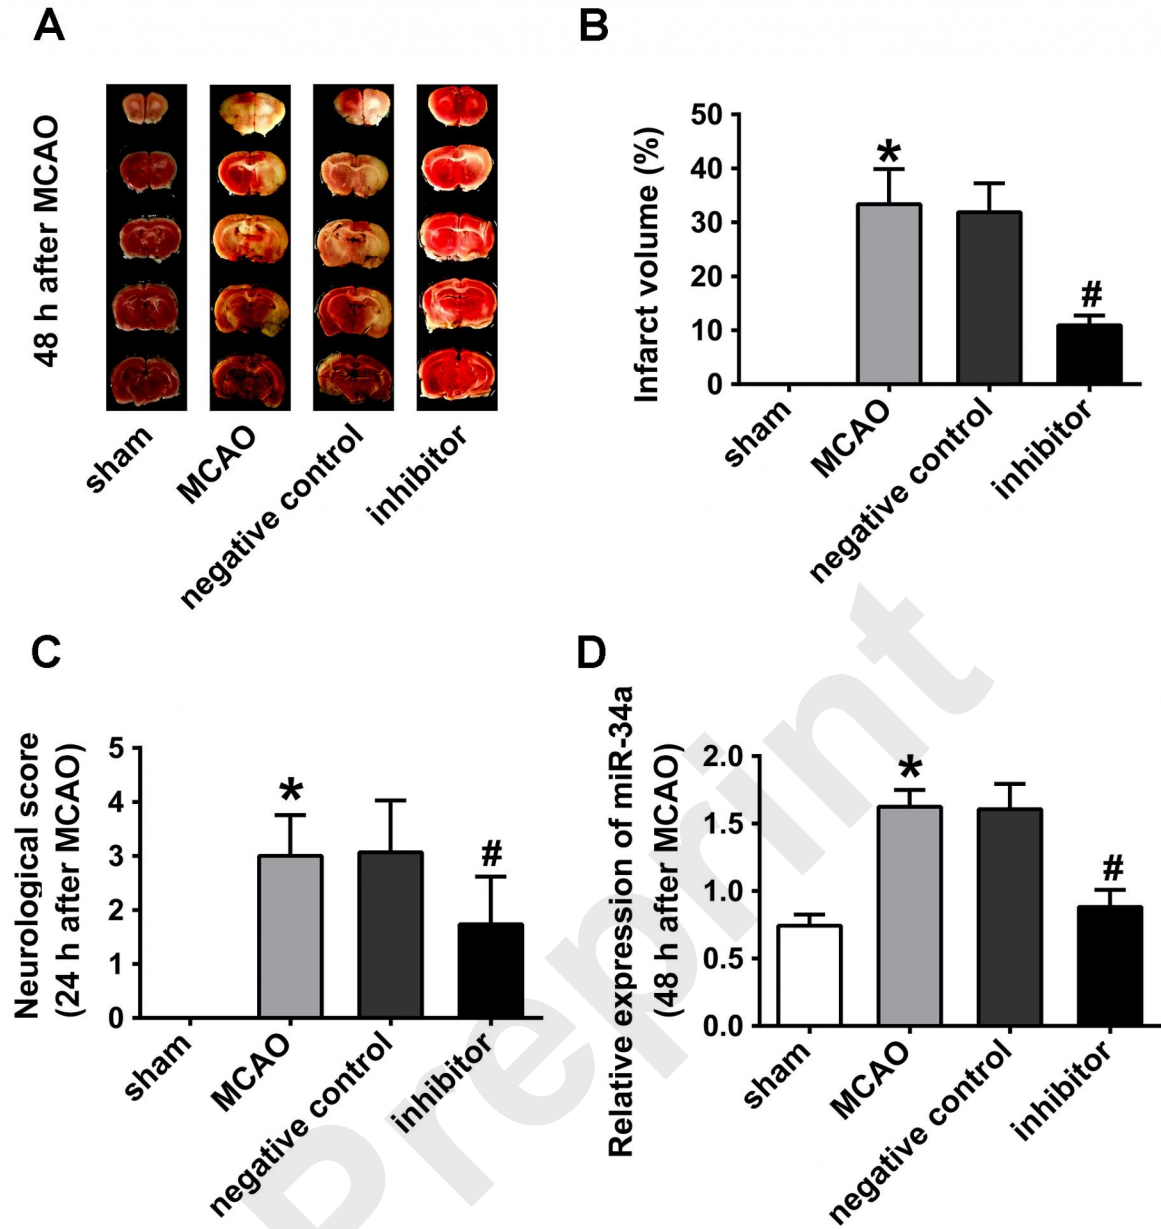 A
48 h after MCAO
sham
MCAO
negative control
inhibitor
B
Infarct volume (%)
50
40
30
20
10
0
*
#
sham
MCAO
negative control
inhibitor
C
Neurological score
(24 h after MCAO)
5
4
3
2
1
0
*
#
sham
MCAO
negative control
inhibitor
D
Relative expression of miR-34a
(48 h after MCAO)
2.0
1.5
1.0
0.5
0.0
*
#
sham
MCAO
negative control
inhibitor
Preprint